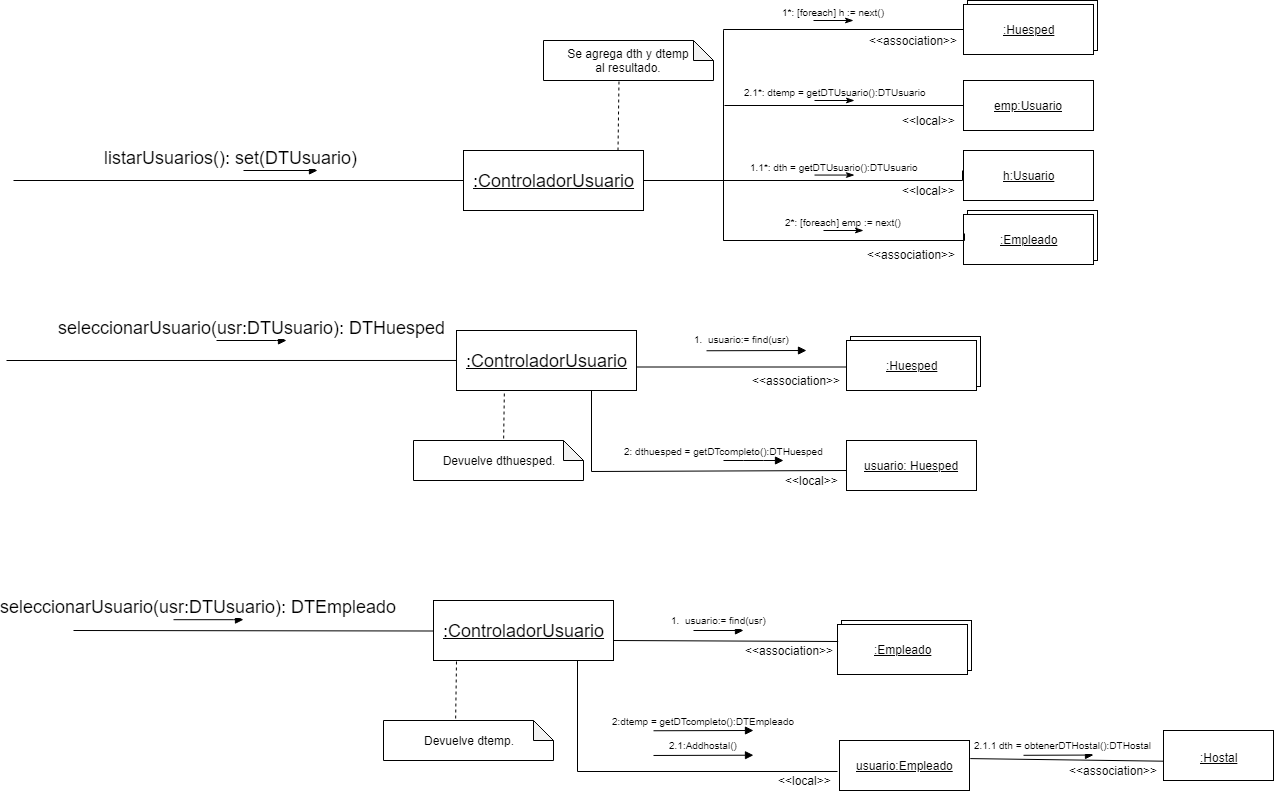 1*: [foreach] h := next()
<<association>>
:Huesped
Se agrega dth y dtemp
al resultado.
2.1*: dtemp = getDTUsuario():DTUsuario
<<local>>
emp:Usuario
listarUsuarios(): set(DTUsuario)
:ControladorUsuario
1.1*: dth = getDTUsuario():DTUsuario
<<local>>
h:Usuario
2*: [foreach] emp := next()
<<association>>
:Empleado
seleccionarUsuario(usr:DTUsuario): DTHuesped
:ControladorUsuario
1. usuario:= find(usr)
<<association>>
:Huesped
Devuelve dthuesped.
2: dthuesped = getDTcompleto():DTHuesped
<<local>>
usuario: Huesped
seleccionarUsuario(usr:DTUsuario): DTEmpleado
:ControladorUsuario
1. usuario:= find(usr)
<<association>>
:Empleado
Devuelve dtemp.
2:dtemp = getDTcompleto():DTEmpleado
2.1:Addhostal()
<<local>>
usuario:Empleado
2.1.1 dth = obtenerDTHostal():DTHostal
<<association>>
:Hostal